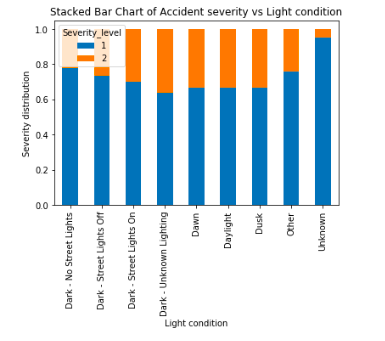 Stacked Bar Chart of Accident severity vs Light condition
Severity_level
1
2
1.0
0.8
0.6
0.4
0.2
0.0
Severity distribution
Dark - No Street Lights
Dark - Street Lights Off
Dark - Street Lights On
Dark - Unknown Lighting
Dawn
Daylight
Dusk
Other
Unknown
Light condition